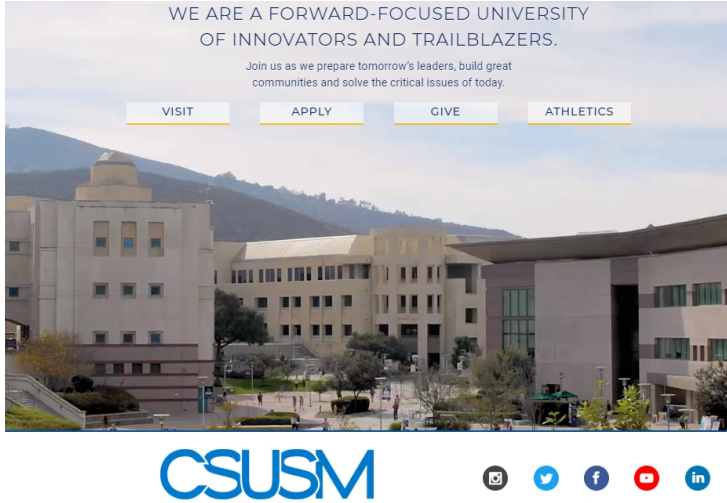 WE ARE A FORWARD-FOCUSED UNIVERSITY
OF INNOVATORS AND TRAILBLAZERS.
Join us as we prepare tomorrow's leaders, build great
communities and solve the critical issues of today.
VISIT APPLY GIVE ATHLETICS
CSUSM